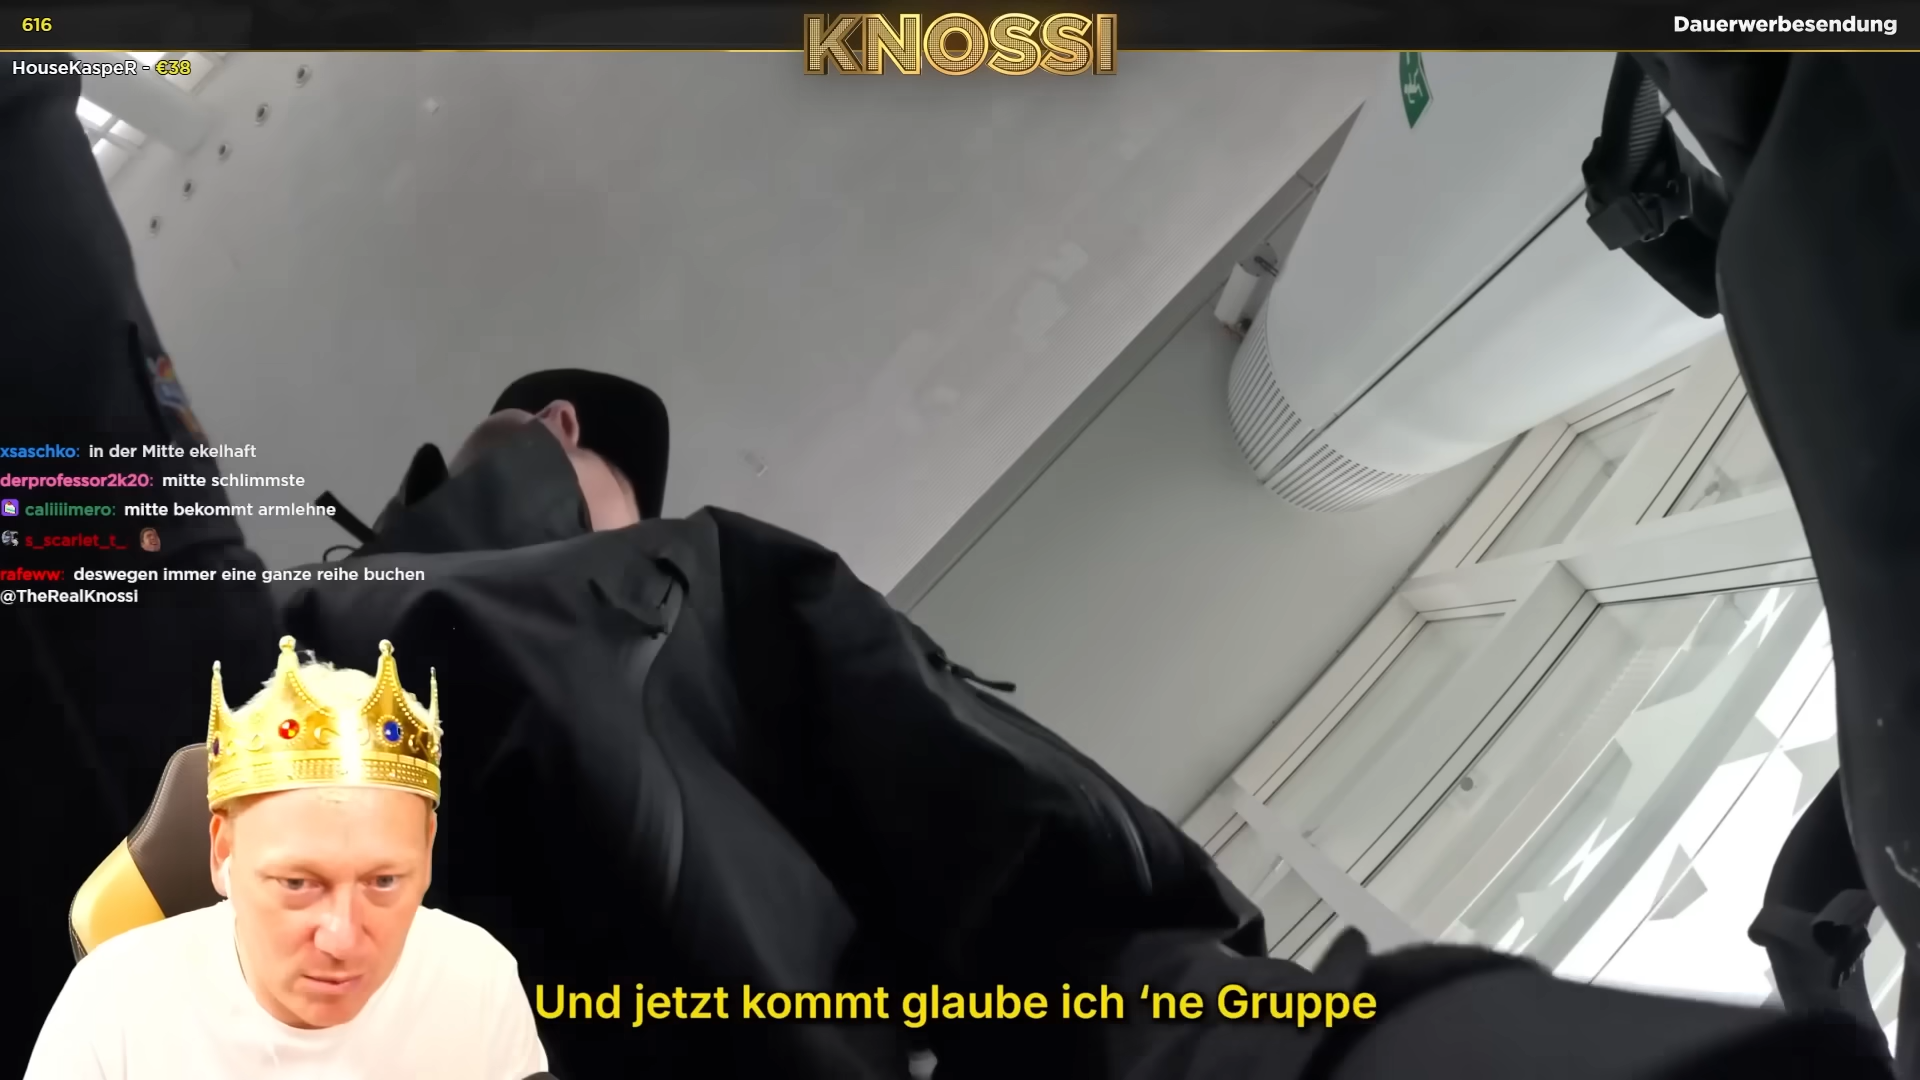 616
KNOSSI
Dauerwerbesendung
HouseKaspeR - €38
xsaschko: in der Mitte ekelhaft
derprofessor2k20: mitte schlimmste
caliiiimero: mitte bekommt armlehne
s_scarlet_t_
rafeww: deswegen immer eine ganze reihe buchen
@TheRealKnossi
Und jetzt kommt glaube ich ‘ne Gruppe